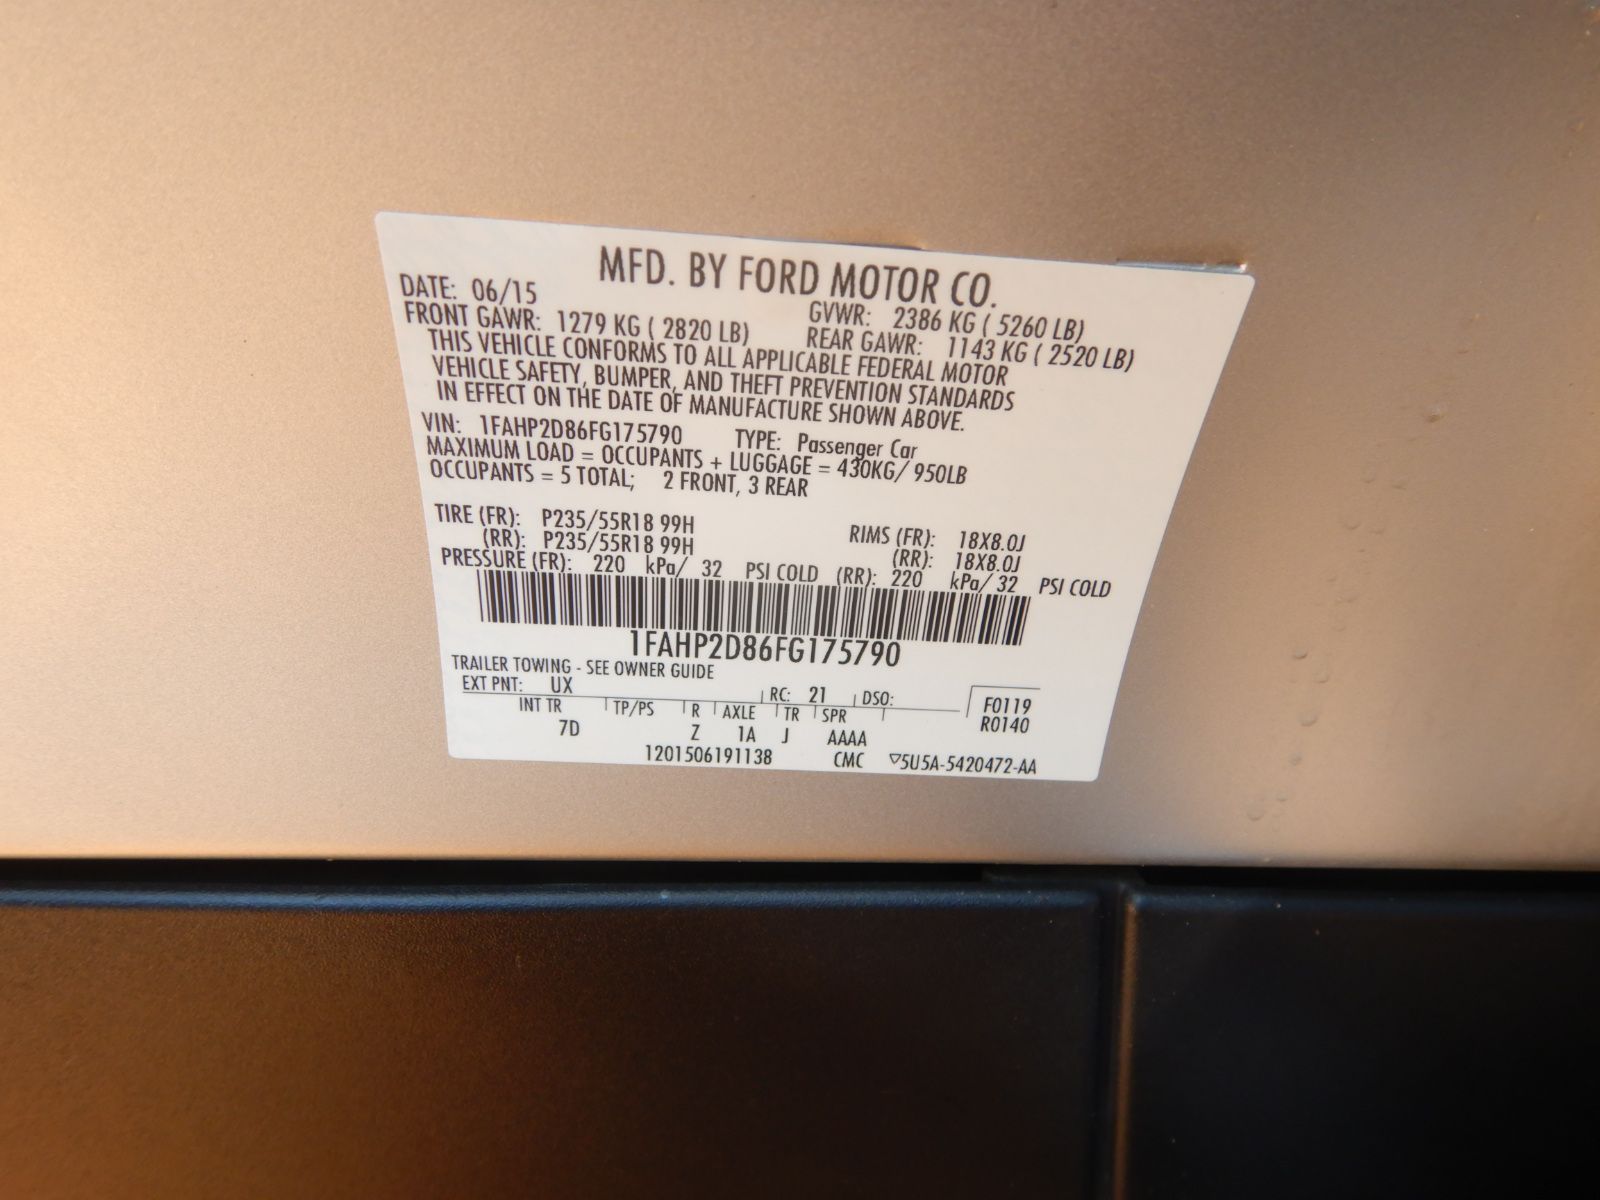 MFD. BY FORD MOTOR CO.
DATE: 06/15 GVWR: 2386 KG ( 5260 LB)
FRONT GAWR: 1279 KG ( 2820 LB) REAR GAWR: 1143 KG ( 2520 LB)
THIS VEHICLE CONFORMS TO ALL APPLICABLE FEDERAL MOTOR
VEHICLE SAFETY, BUMPER, AND THEFT PREVENTION STANDARDS
IN EFFECT ON THE DATE OF MANUFACTURE SHOWN ABOVE.
VIN: 1FAHP2D86FG175790 TYPE: Passenger Car
MAXIMUM LOAD = OCCUPANTS + LUGGAGE = 430KG/ 950LB
OCCUPANTS = 5 TOTAL; 2 FRONT, 3 REAR
TIRE (FR): P235/55R18 99H RIMS (FR): 18X8.0J
(RR): P235/55R18 99H (RR): 18X8.0J
PRESSURE (FR): 220 kPa/ 32 PSI COLD (RR): 220 kPa/ 32 PSI COLD
1FAHP2D86FG175790
TRAILER TOWING - SEE OWNER GUIDE
EXT PNT: UX RC: 21 DSO: F0119
INT TR TP/PS R AXLE TR SPR R0140
7D Z 1A J AAAA
1201506191138 CMC ▽5U5A-5420472-AA